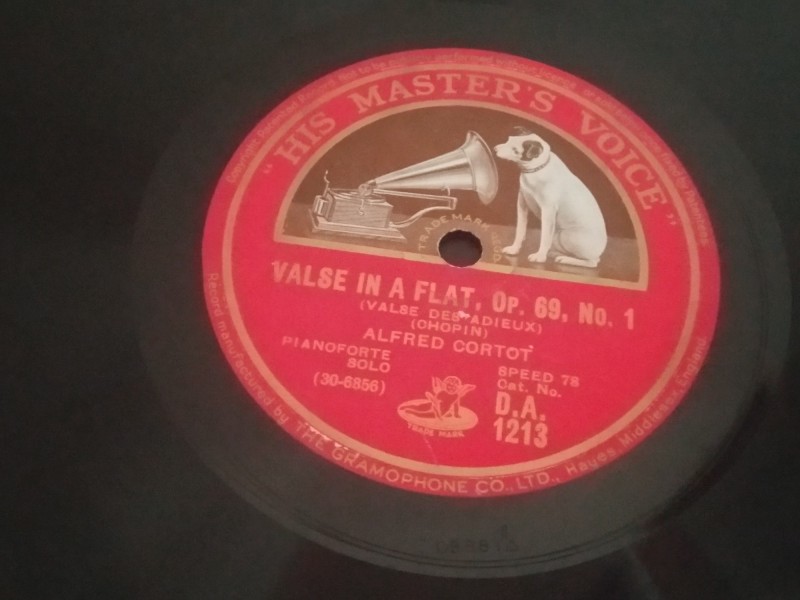 "HIS MASTER'S VOICE"
TRADE MARK
VALSE IN A FLAT, OP. 69, No. 1
(VALSE DES ADIEUX)
(CHOPIN)
ALFRED CORTOT
PIANOFORTE
SOLO
(30-6856)
SPEED 78
Cat. No.
D.A.
1213
TRADE MARK
Record manufactured by THE GRAMOPHONE CO., LTD., Hayes, Middlesex, England.